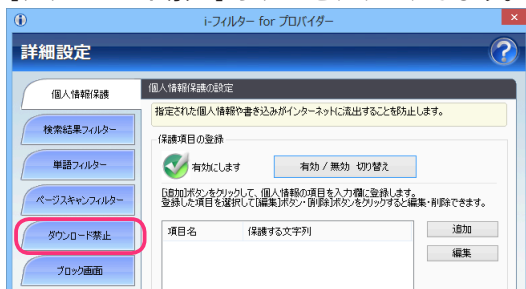 i-フィルター for プロバイダー
詳細設定
個人情報保護
検索結果フィルター
単語フィルター
ページスキャンフィルター
ダウンロード禁止
ブロック画面
個人情報保護の設定
指定された個人情報や書き込みがインターネットに流出することを防止します。
保護項目の登録
有効にします
有効 / 無効 切り替え
[追加]ボタンをクリックして、個人情報の項目を入力欄に登録します。
登録した項目を選択して[編集]ボタン・[削除]ボタンをクリックすると編集・削除できます。
項目名 保護する文字列
追加
編集